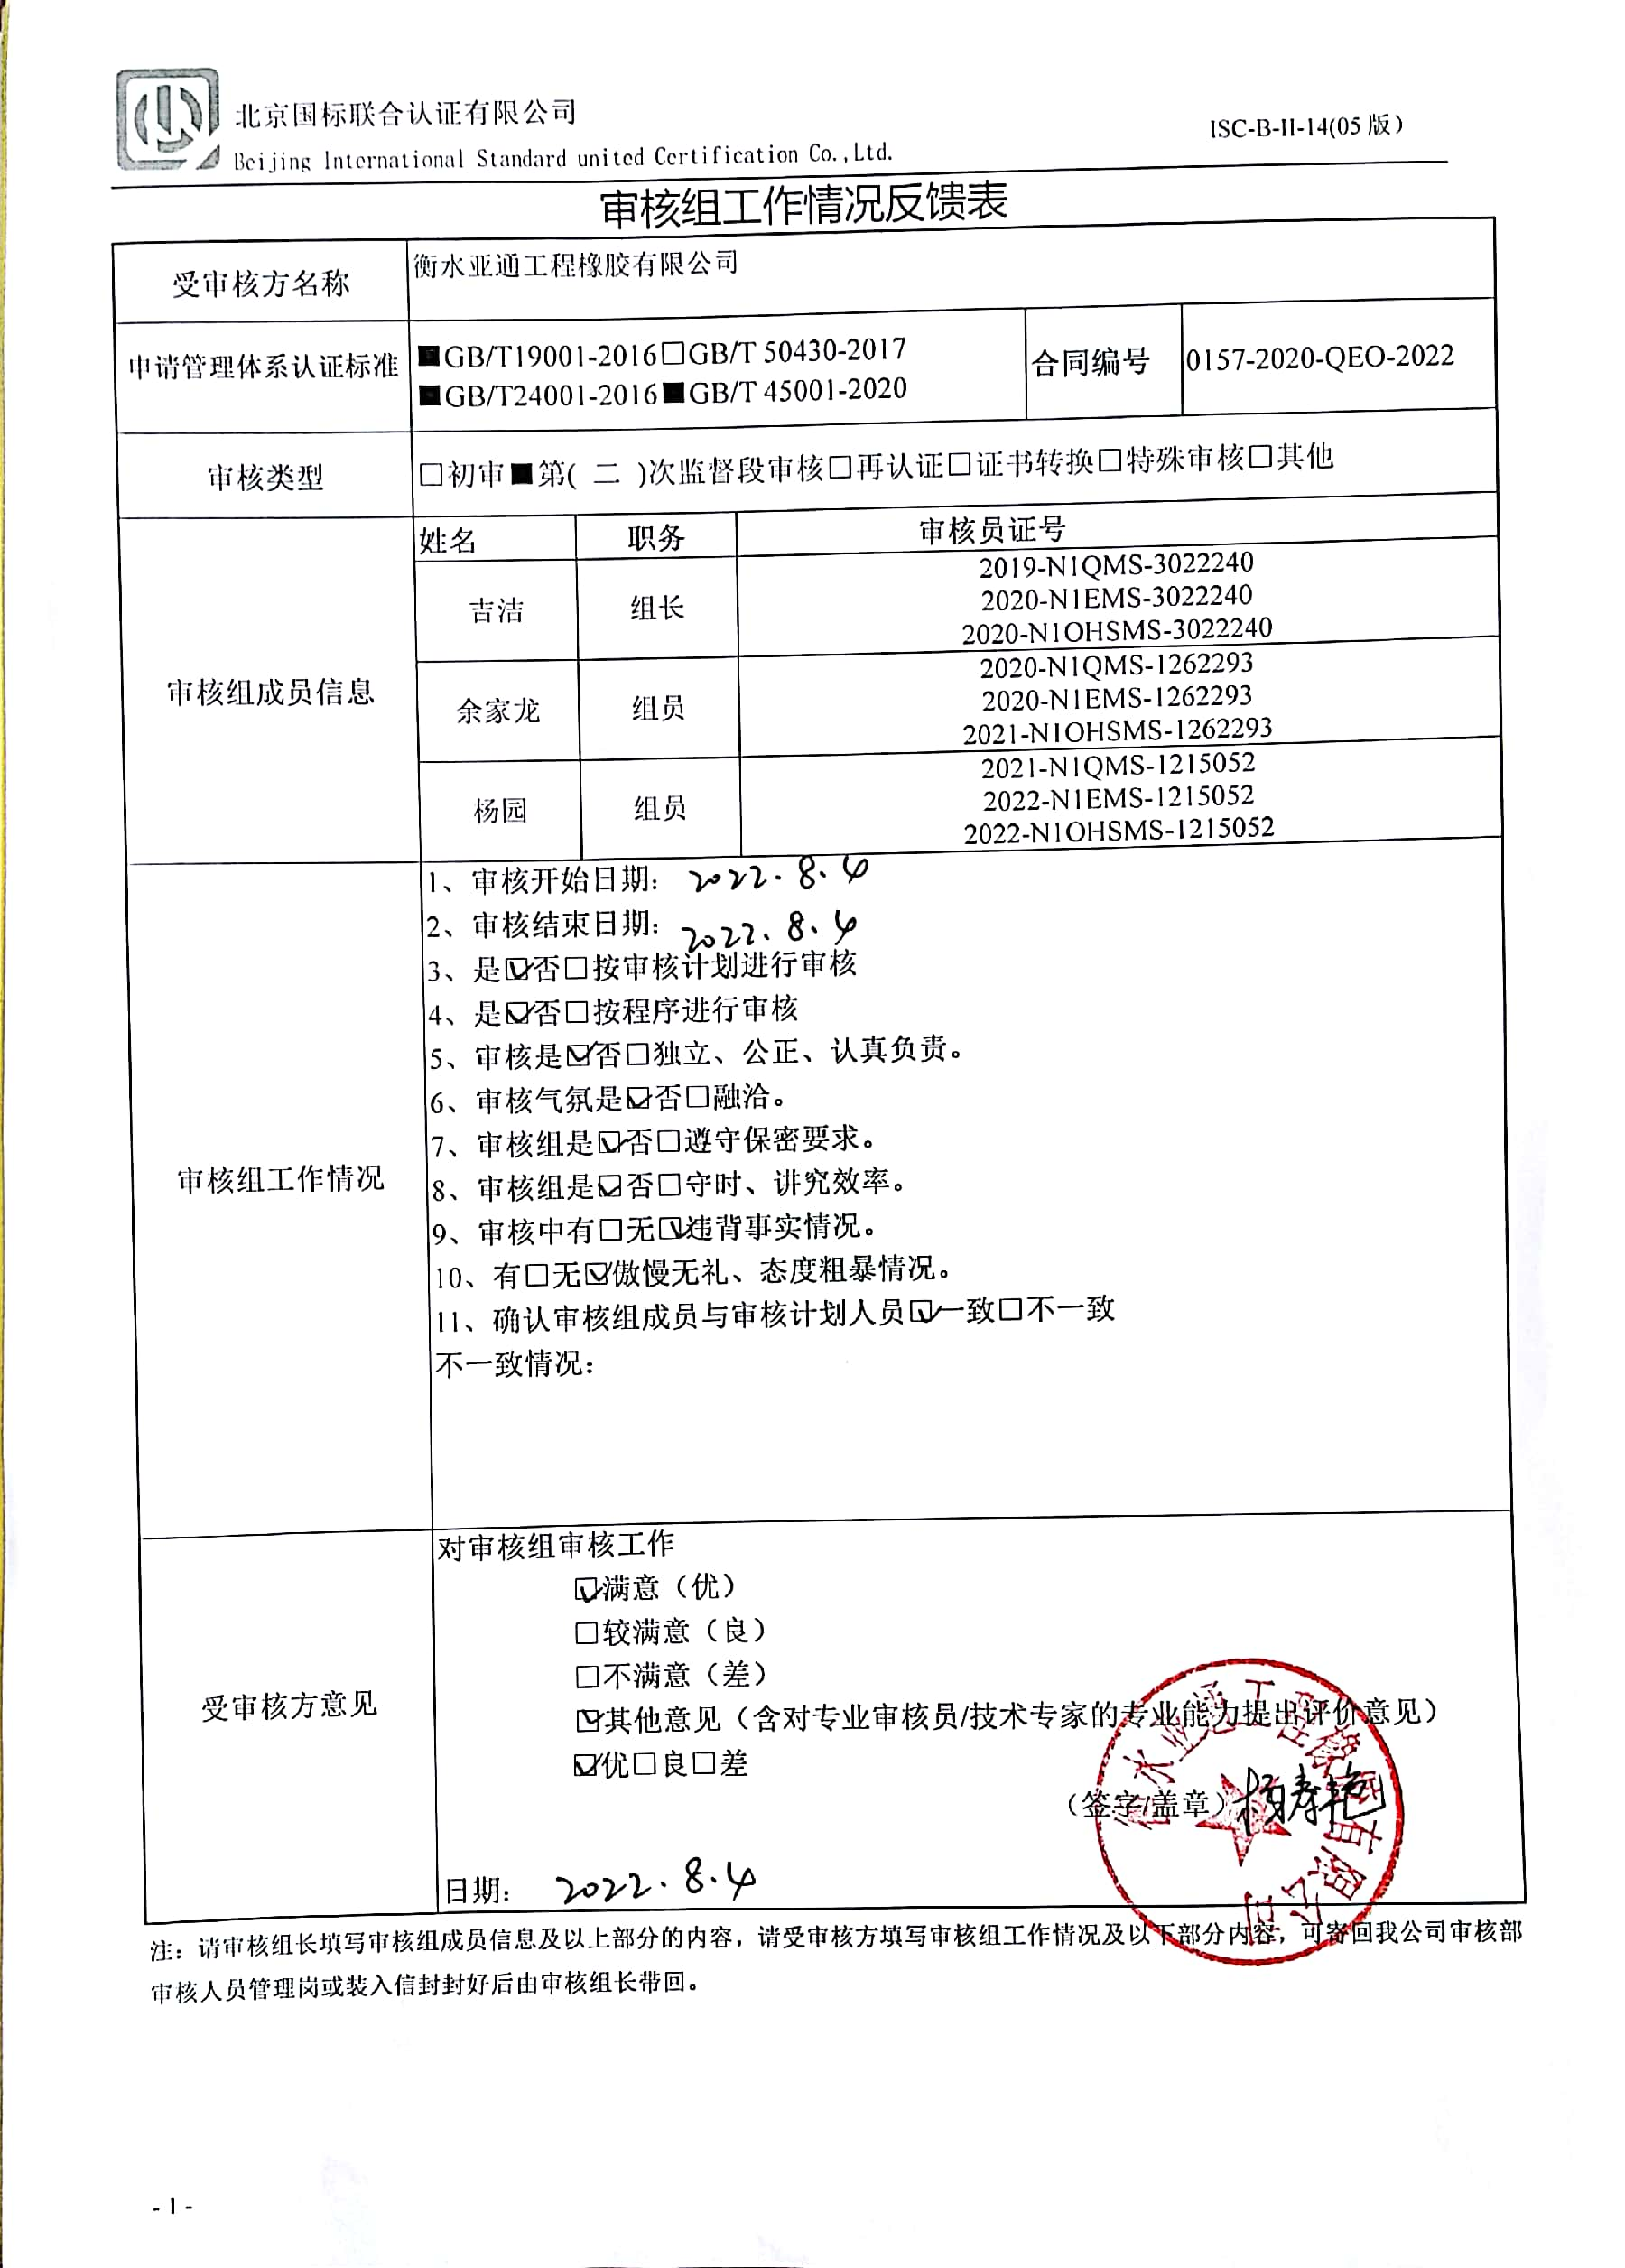 北京国标联合认证有限公司
Beijing International Standard united Certification Co.,Ltd.
ISC-B-II-14(05版)
审核组工作情况反馈表
受审核方名称
衡水亚通工程橡胶有限公司
申请管理体系认证标准
■GB/T19001-2016□GB/T 50430-2017
■GB/T24001-2016■GB/T 45001-2020
合同编号
0157-2020-QEO-2022
审核类型
□初审■第( 二 )次监督段审核□再认证□证书转换□特殊审核□其他
审核组成员信息
姓名 职务 审核员证号
吉洁 组长
2019-N1QMS-3022240
2020-N1EMS-3022240
2020-N1OHSMS-3022240
余家龙 组员
2020-N1QMS-1262293
2020-N1EMS-1262293
2021-N1OHSMS-1262293
杨园 组员
2021-N1QMS-1215052
2022-N1EMS-1215052
2022-N1OHSMS-1215052
审核组工作情况
1、审核开始日期： 2022.8.4
2、审核结束日期： 2022.8.4
3、是☑否□按审核计划进行审核
4、是☑否□按程序进行审核
5、审核是☑否□独立、公正、认真负责。
6、审核气氛是☑否□融洽。
7、审核组是☑否□遵守保密要求。
8、审核组是☑否□守时、讲究效率。
9、审核中有□无☑违背事实情况。
10、有□无☑傲慢无礼、态度粗暴情况。
11、确认审核组成员与审核计划人员☑一致□不一致
不一致情况：
受审核方意见
对审核组审核工作
☑满意（优）
□较满意（良）
□不满意（差）
☑其他意见（含对专业审核员/技术专家的专业能力提出评价意见）
☑优□良□差
（签字/盖章）
衡水亚通工程橡胶有限公司
日期： 2022.8.4
注：请审核组长填写审核组成员信息及以上部分的内容，请受审核方填写审核组工作情况及以下部分内容，可寄回我公司审核部
审核人员管理岗或装入信封封好后由审核组长带回。
- 1 -